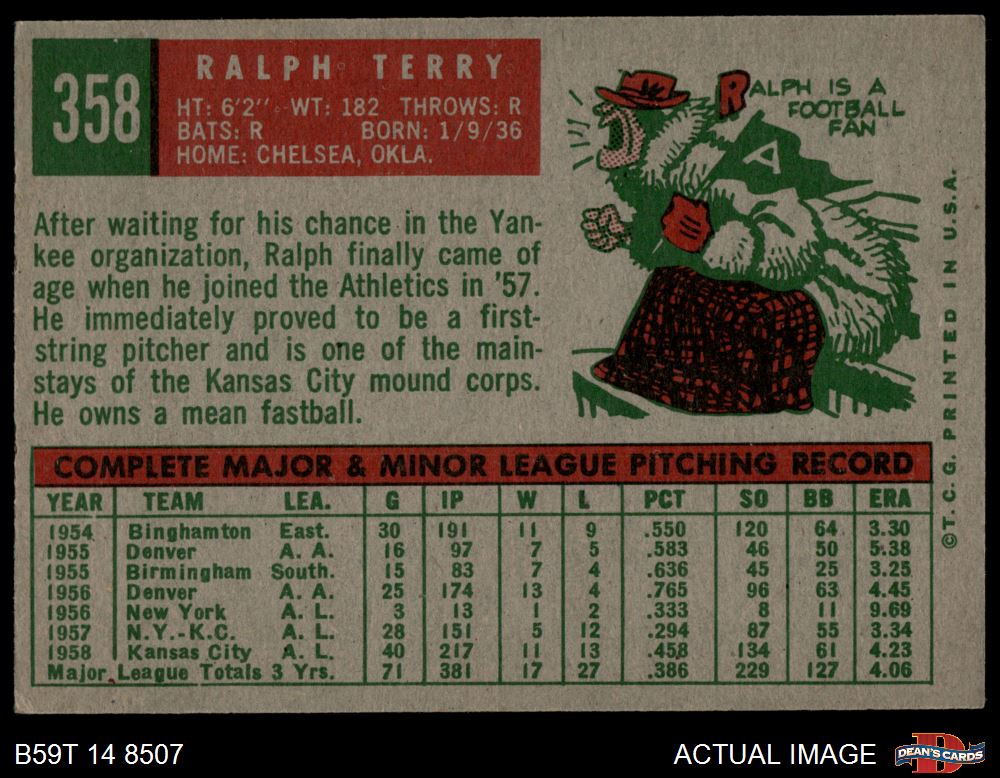 358
RALPH TERRY
HT: 6'2" WT: 182 THROWS: R
BATS: R BORN: 1/9/36
HOME: CHELSEA, OKLA.
RALPH IS A
FOOTBALL
FAN
A
After waiting for his chance in the Yan-
kee organization, Ralph finally came of
age when he joined the Athletics in '57.
He immediately proved to be a first-
string pitcher and is one of the main-
stays of the Kansas City mound corps.
He owns a mean fastball.
COMPLETE MAJOR & MINOR LEAGUE PITCHING RECORD
YEAR TEAM LEA. G IP W L PCT SO BB ERA
1954 Binghamton East. 30 191 11 9 .550 120 64 3.30
1955 Denver A. A. 16 97 7 5 .583 46 50 5.38
1955 Birmingham South. 15 83 7 4 .636 45 25 3.25
1956 Denver A. A. 25 174 13 4 .765 96 63 4.45
1956 New York A. L. 3 13 1 2 .333 8 11 9.69
1957 N.Y.-K.C. A. L. 28 151 5 12 .294 87 55 3.34
1958 Kansas City A. L. 40 217 11 13 .458 134 61 4.23
Major League Totals 3 Yrs. 71 381 17 27 .386 229 127 4.06
©T.C.G. PRINTED IN U.S.A.
B59T 14 8507
ACTUAL IMAGE
DEAN'S CARDS